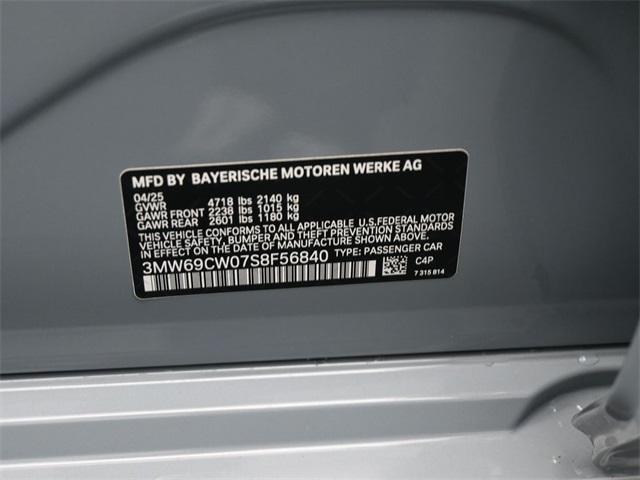 MFD BY BAYERISCHE MOTOREN WERKE AG
04/25
GVWR 4718 lbs 2140 kg
GAWR FRONT 2238 lbs 1015 kg
GAWR REAR 2601 lbs 1180 kg
THIS VEHICLE CONFORMS TO ALL APPLICABLE U.S.FEDERAL MOTOR
VEHICLE SAFETY, BUMPER, AND THEFT PREVENTION STANDARDS IN
EFFECT ON THE DATE OF MANUFACTURE SHOWN ABOVE.
3MW69CW07S8F56840 TYPE: PASSENGER CAR
C4P
7 315 814